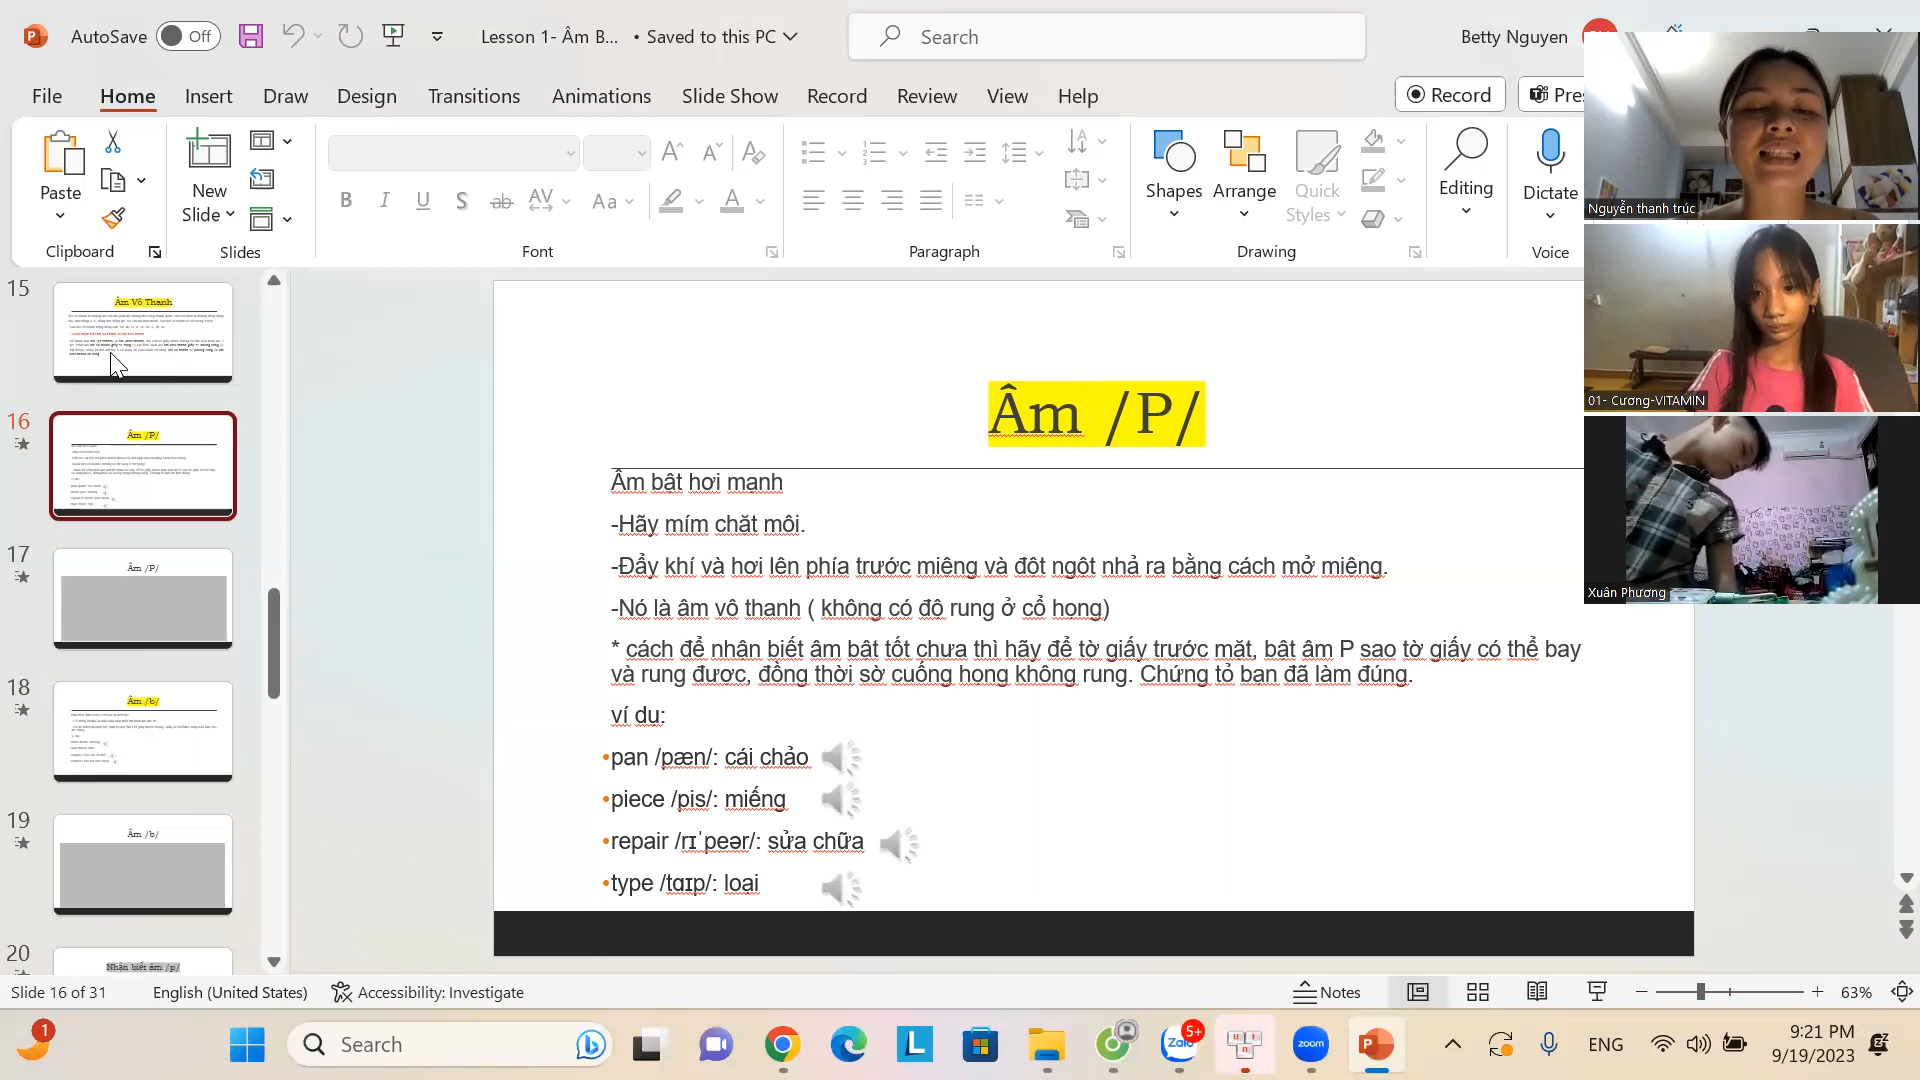 AutoSave Off Lesson 1- Âm B... • Saved to this PC Search Betty Nguyen
File Home Insert Draw Design Transitions Animations Slide Show Record Review View Help Record
Paste New Slide Shapes Arrange Quick Styles Editing Dictate
Clipboard Slides Font Paragraph Drawing Voice
Nguyễn thanh trúc
01- Cương-VITAMIN
Xuân Phương
15
Âm Vô Thanh
16
Âm /P/
17
Âm /P/
18
Âm /b/
19
Âm /b/
20
Nhận biết âm /p/
Âm /P/
Âm bật hơi mạnh
-Hãy mím chặt môi.
-Đẩy khí và hơi lên phía trước miệng và đột ngột nhả ra bằng cách mở miệng.
-Nó là âm vô thanh ( không có độ rung ở cổ họng)
* cách để nhận biết âm bật tốt chưa thì hãy để tờ giấy trước mặt, bật âm P sao tờ giấy có thể bay
và rung được, đồng thời sờ cuống họng không rung. Chứng tỏ bạn đã làm đúng.
ví dụ:
•pan /pæn/: cái chảo
•piece /pis/: miếng
•repair /rɪˈpeər/: sửa chữa
•type /tɑɪp/: loại
Slide 16 of 31 English (United States) Accessibility: Investigate Notes 63%
1 Search Zalo 5+ zoom ENG 9:21 PM
9/19/2023